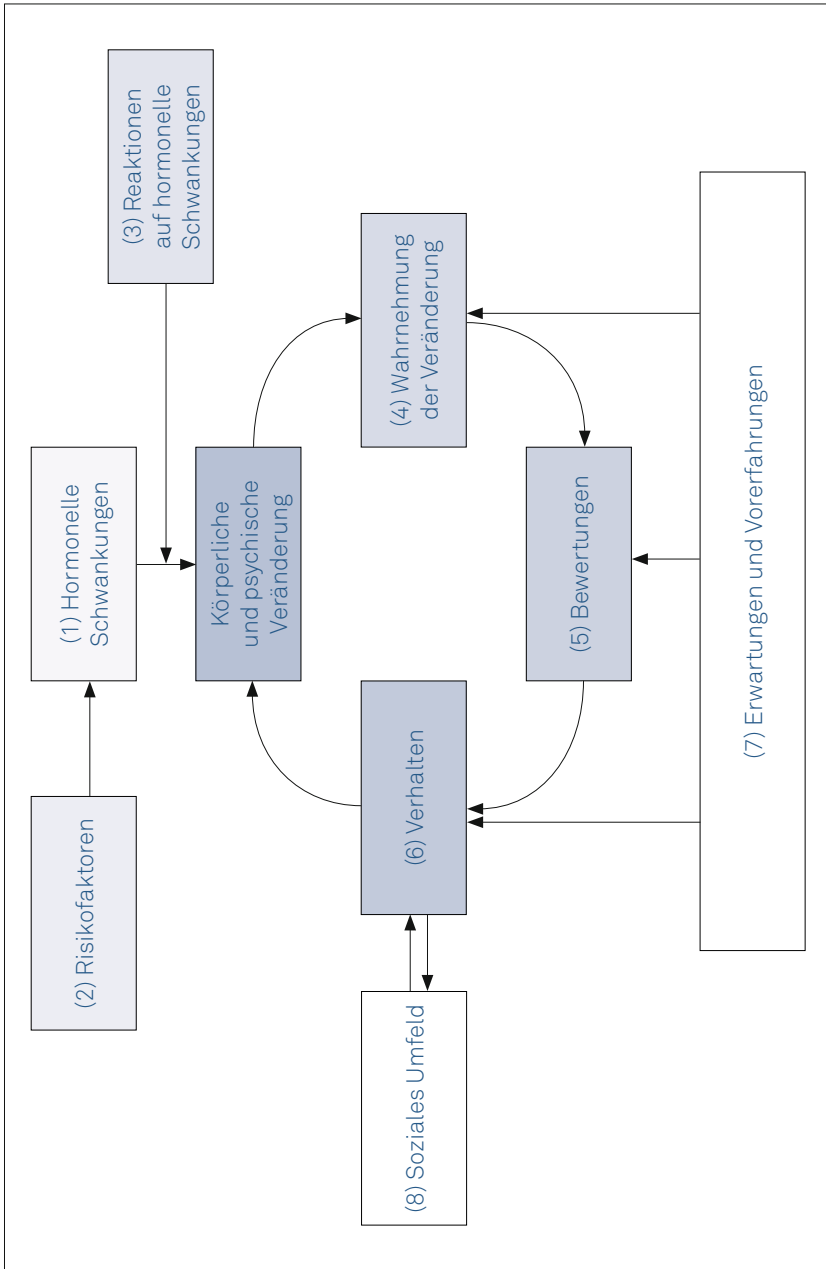 (2) Risikofaktoren
(1) Hormonelle
Schwankungen
(3) Reaktionen
auf hormonelle
Schwankungen
Körperliche
und psychische
Veränderung
(8) Soziales Umfeld
(6) Verhalten
(4) Wahrnehmung
der Veränderung
(5) Bewertungen
(7) Erwartungen und Vorerfahrungen